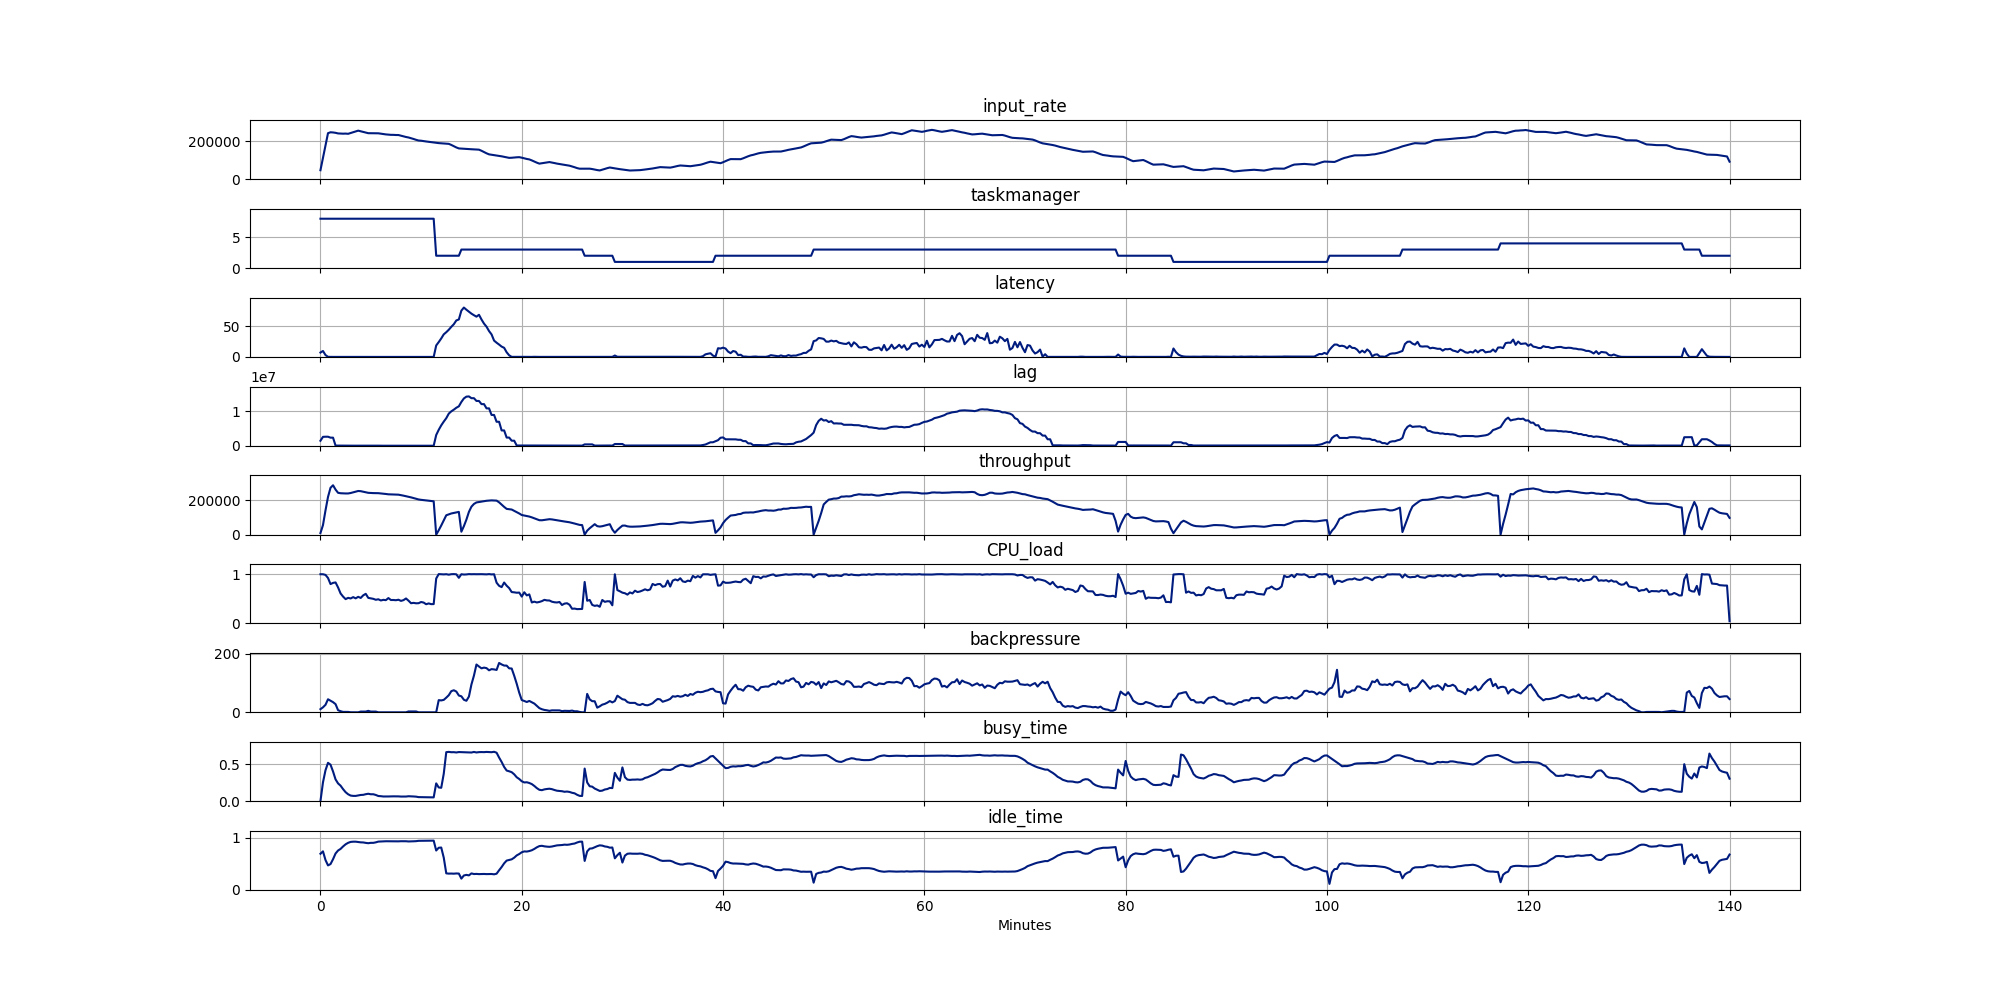 input_rate
200000
0
taskmanager
5
0
latency
50
0
1e7
lag
1
0
throughput
200000
0
CPU_load
1
0
backpressure
200
0
busy_time
0.5
0.0
idle_time
1
0
0 20 40 60 80 100 120 140
Minutes